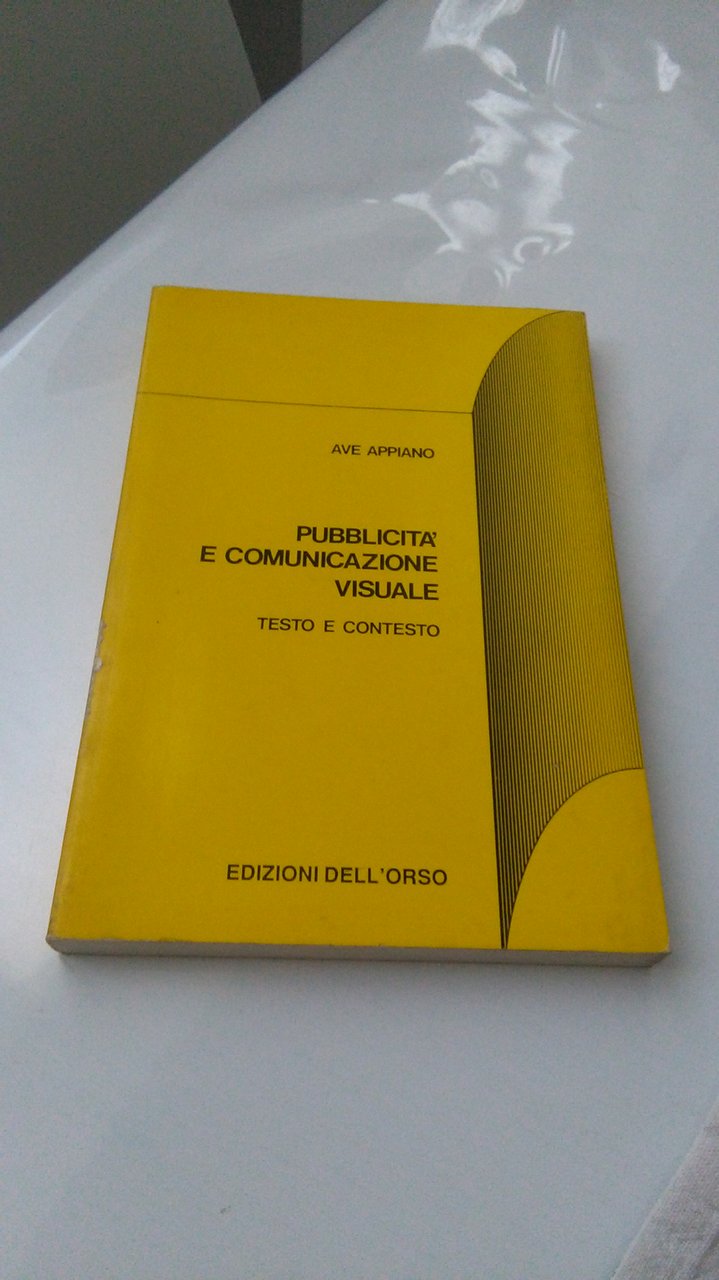 AVE APPIANO
PUBBLICITA'
E COMUNICAZIONE
VISUALE
TESTO E CONTESTO
EDIZIONI DELL'ORSO